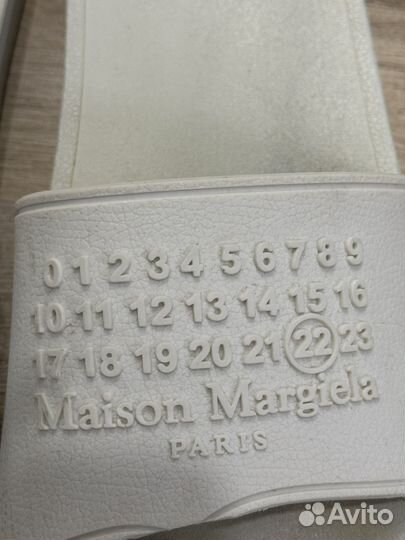 0 1 2 3 4 5 6 7 8 9
10 11 12 13 14 15 16
17 18 19 20 21 22 23
Maison Margiela
PARIS
Avito